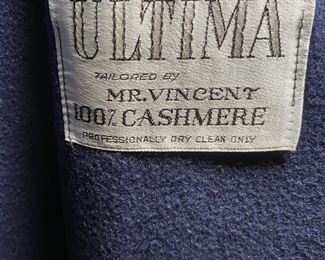 ULTIMA
TAILORED BY
MR. VINCENT
100% CASHMERE
PROFESSIONALLY DRY CLEAN ONLY